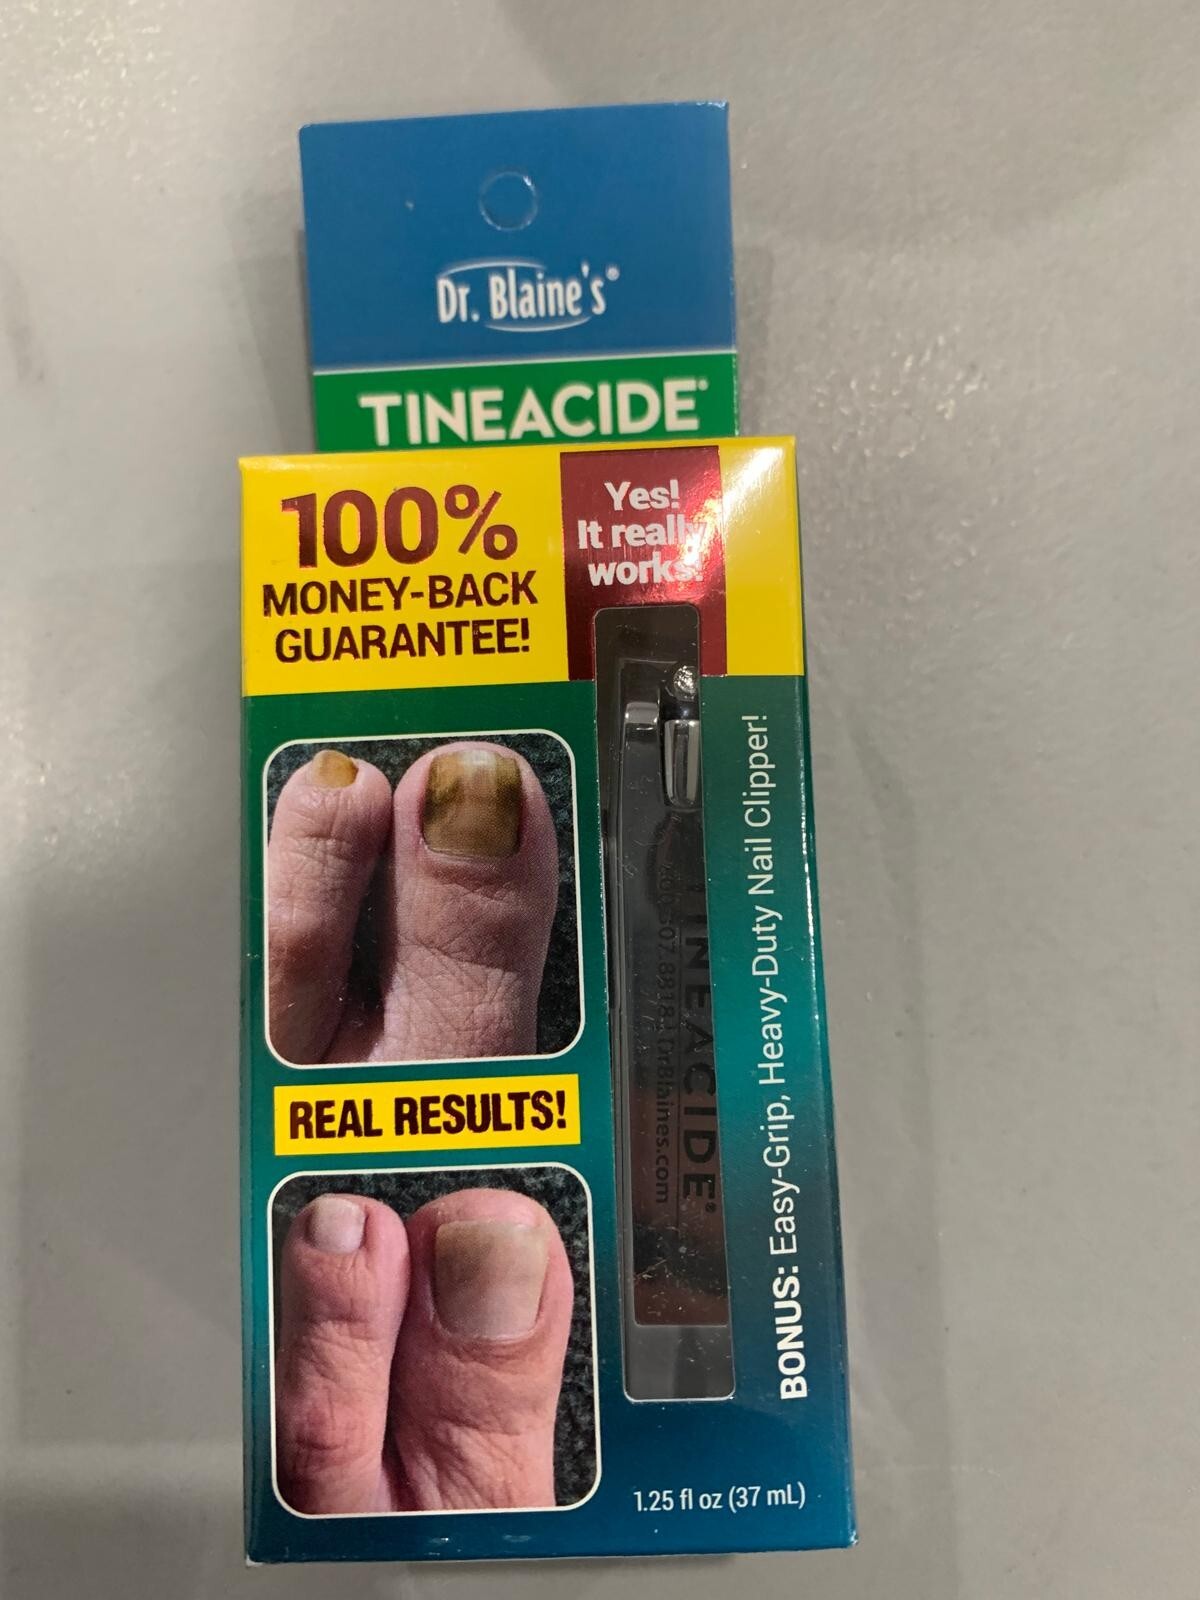 Dr. Blaine's®
TINEACIDE®
100%
MONEY-BACK
GUARANTEE!
Yes!
It really
works!
REAL RESULTS!
TINEACIDE®
DrBlaines.com
BONUS: Easy-Grip, Heavy-Duty Nail Clipper!
1.25 fl oz (37 mL)